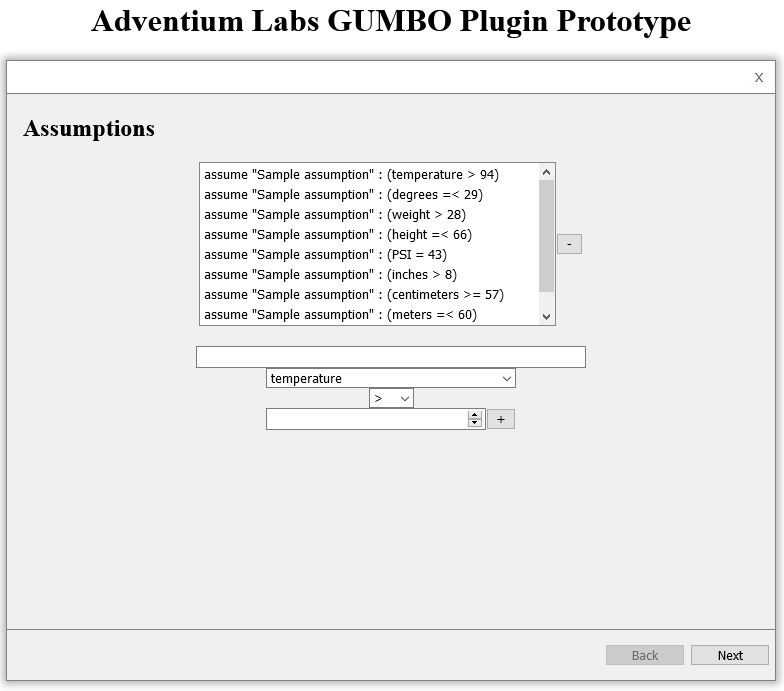 Adventium Labs GUMBO Plugin Prototype
X
Assumptions
assume "Sample assumption" : (temperature > 94)
assume "Sample assumption" : (degrees =< 29)
assume "Sample assumption" : (weight > 28)
assume "Sample assumption" : (height =< 66)
assume "Sample assumption" : (PSI = 43)
assume "Sample assumption" : (inches > 8)
assume "Sample assumption" : (centimeters >= 57)
assume "Sample assumption" : (meters =< 60)
-
temperature
>
+
Back Next